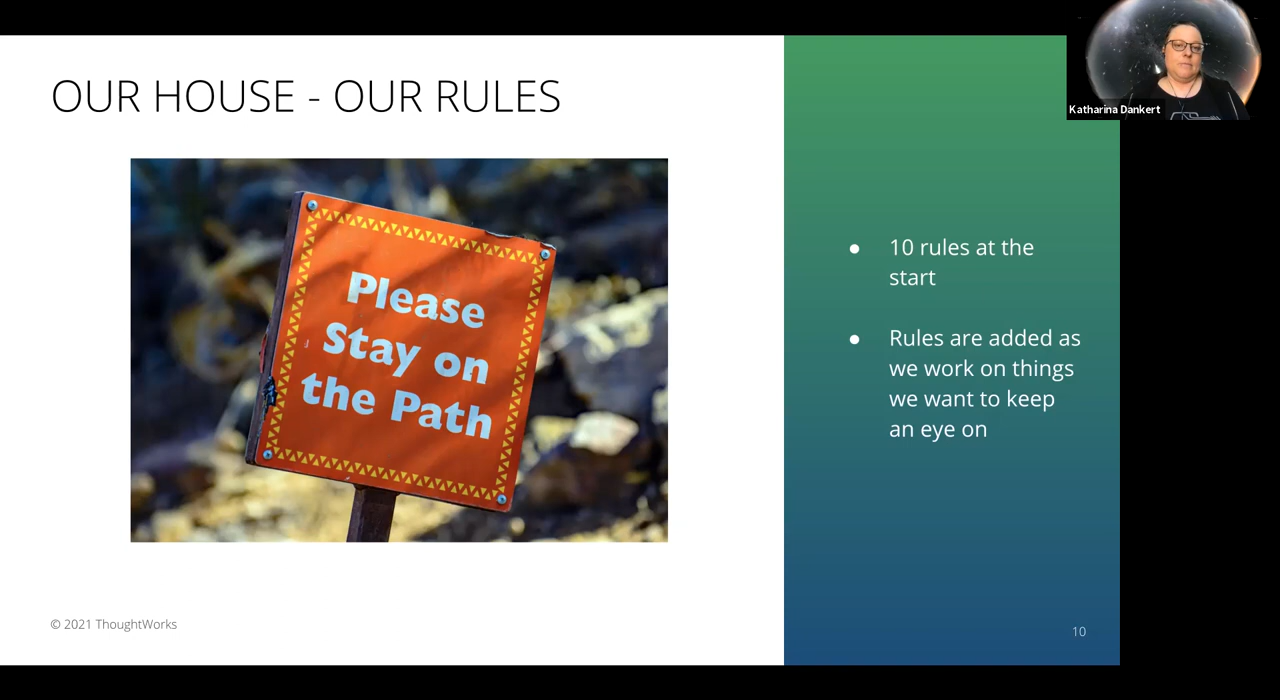 OUR HOUSE - OUR RULES
Please
Stay on
the Path
● 10 rules at the
start
● Rules are added as
we work on things
we want to keep
an eye on
Katharina Dankert
© 2021 ThoughtWorks
10